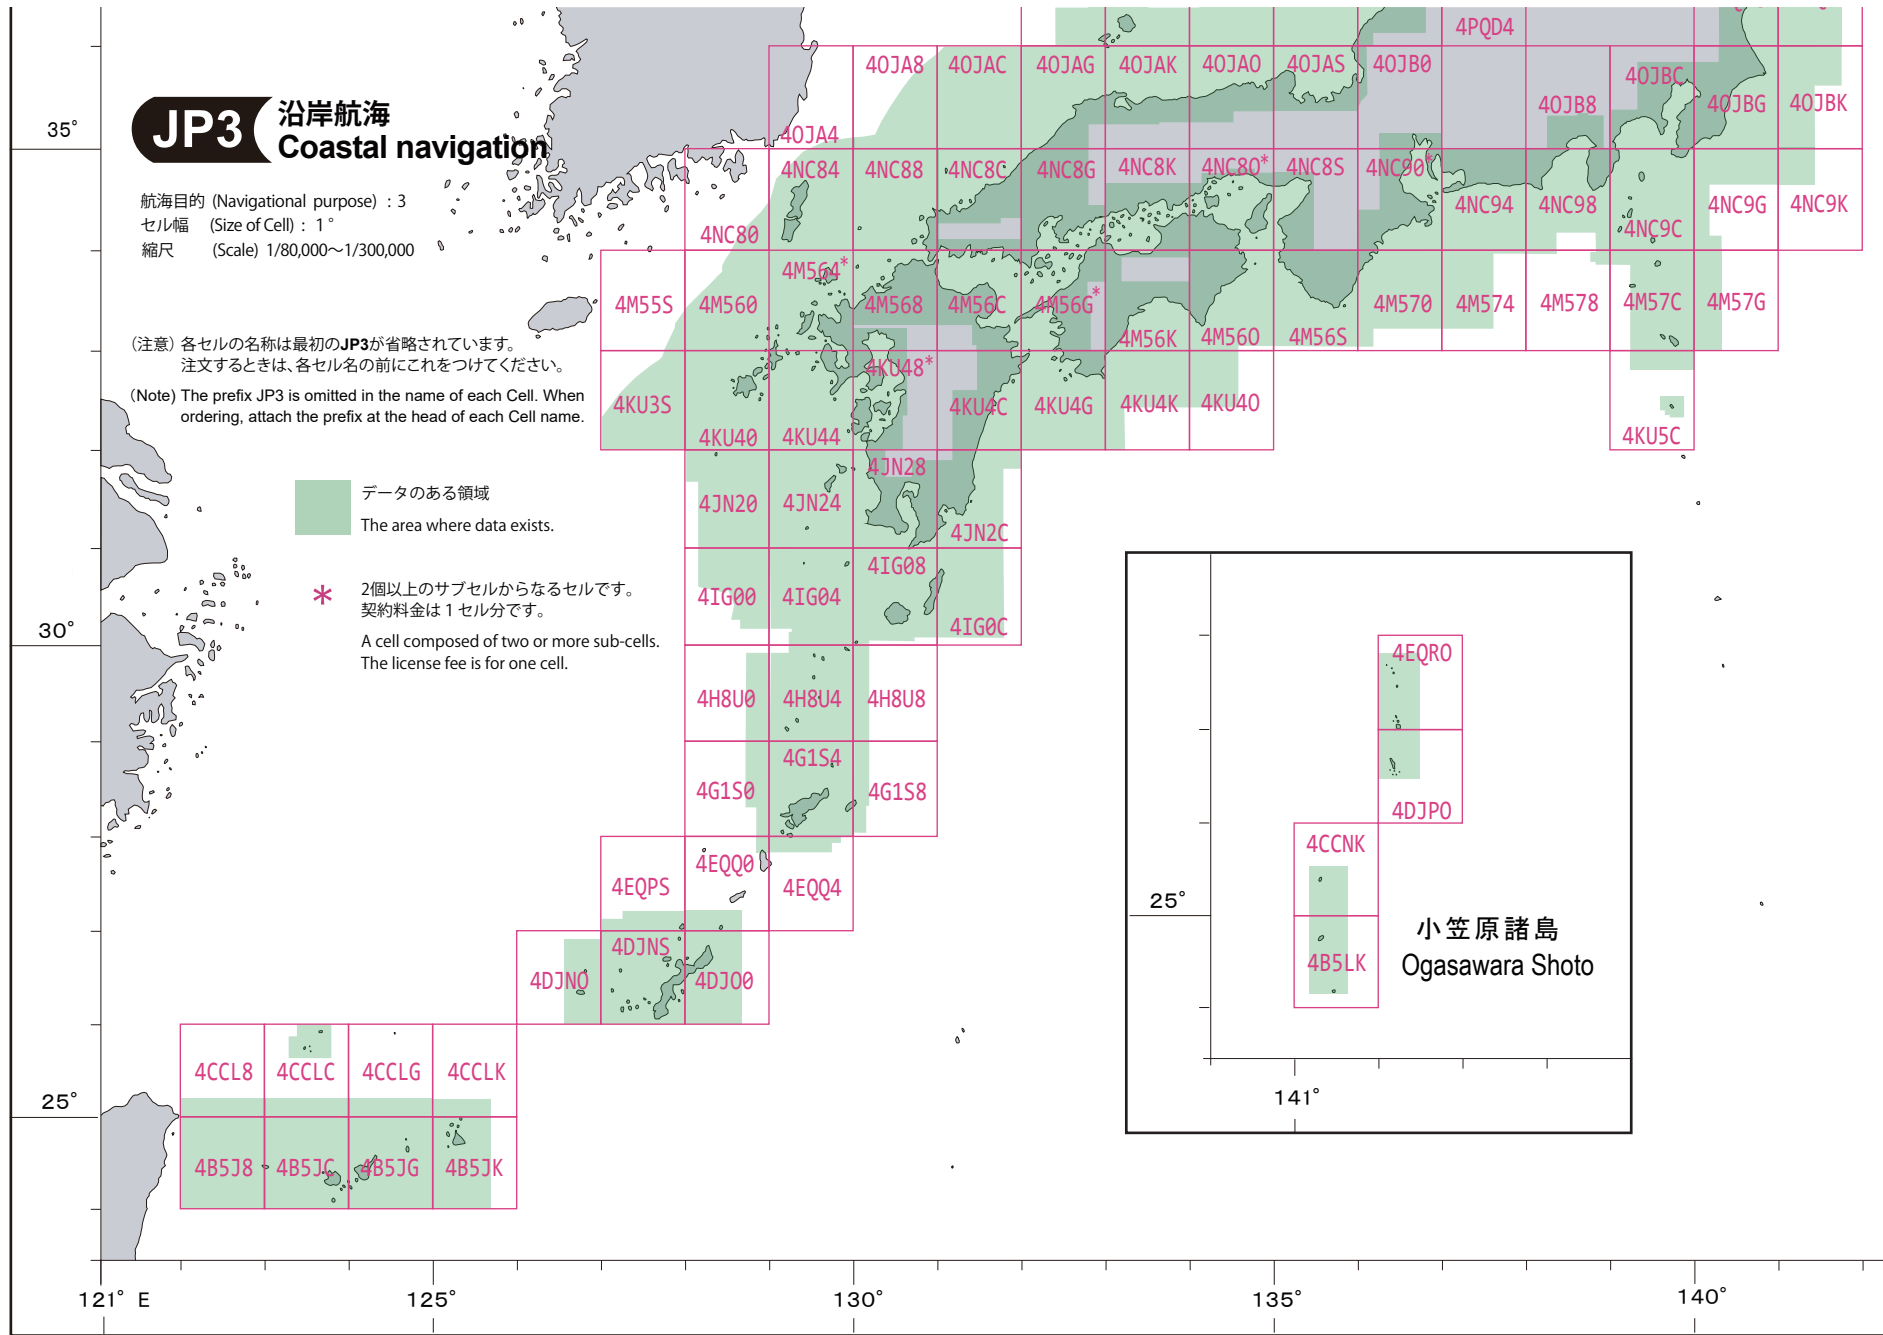 4PQD4
4OJA8 4OJAC 4OJAG 4OJAK 4OJAO 4OJAS 4OJB0 4OJBC
4OJB8 4OJBG 4OJBK
JP3 沿岸航海
Coastal navigation
35°
4OJA4
4NC84 4NC88 4NC8C 4NC8G 4NC8K 4NC8O* 4NC8S 4NC90*
航海目的 (Navigational purpose) : 3
セル幅 (Size of Cell) : 1°
縮尺 (Scale) 1/80,000～1/300,000
4NC94 4NC98 4NC9G 4NC9K
4NC80 4NC9C
4M564*
4M55S 4M560 4M568 4M56C 4M56G* 4M570 4M574 4M578 4M57C 4M57G
4M56K 4M56O 4M56S
(注意) 各セルの名称は最初のJP3が省略されています。
注文するときは、各セル名の前にこれをつけてください。
(Note) The prefix JP3 is omitted in the name of each Cell. When
ordering, attach the prefix at the head of each Cell name.
4KU48*
4KU3S 4KU4C 4KU4G 4KU4K 4KU4O
4KU40 4KU44 4KU5C
4JN28
データのある領域
The area where data exists.
4JN20 4JN24
4JN2C
4IG08
* 2個以上のサブセルからなるセルです。
契約料金は 1 セル分です。
A cell composed of two or more sub-cells.
The license fee is for one cell.
4IG00 4IG04
4IG0C
30°
4H8U0 4H8U4 4H8U8
4G1S4
4G1S0 4G1S8
4EQQ0
4EQPS 4EQQ4
4DJNS
4DJNO 4DJO0
4CCL8 4CCLC 4CCLG 4CCLK
25°
4B5J8 4B5JC 4B5JG 4B5JK
4EQRO
4DJPO
4CCNK
25°
小笠原諸島
4B5LK Ogasawara Shoto
141°
121° E 125° 130° 135° 140°